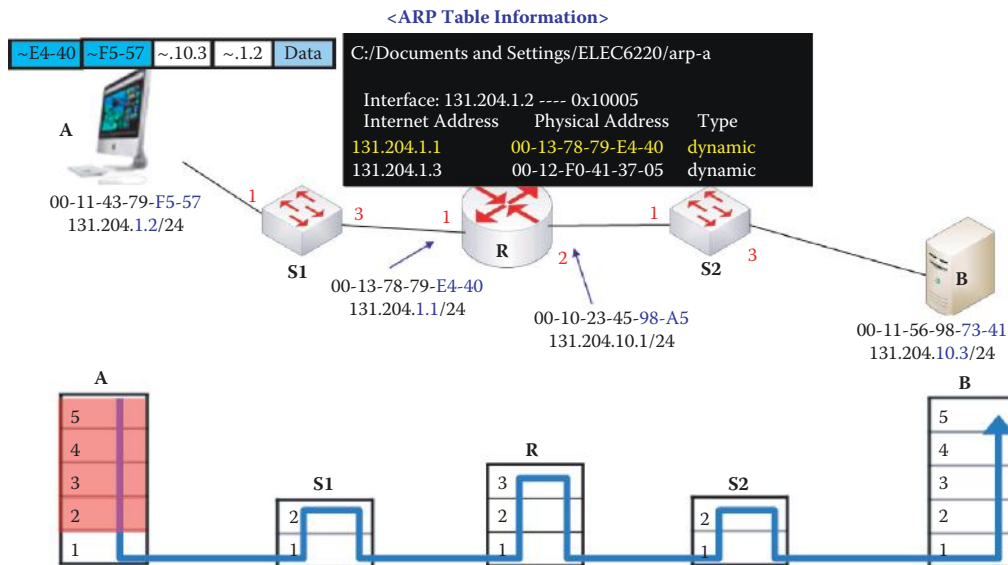 <ARP Table Information>
~E4-40 ~F5-57 ~.10.3 ~.1.2 Data
C:/Documents and Settings/ELEC6220/arp-a
Interface: 131.204.1.2 ---- 0x10005
Internet Address Physical Address Type
131.204.1.1 00-13-78-79-E4-40 dynamic
131.204.1.3 00-12-F0-41-37-05 dynamic
A
00-11-43-79-F5-57
131.204.1.2/24
1
3
S1
1
R
2
00-13-78-79-E4-40
131.204.1.1/24
00-10-23-45-98-A5
131.204.10.1/24
1
S2
3
B
00-11-56-98-73-41
131.204.10.3/24
A
5
4
3
2
1
S1
2
1
R
3
2
1
S2
2
1
B
5
4
3
2
1